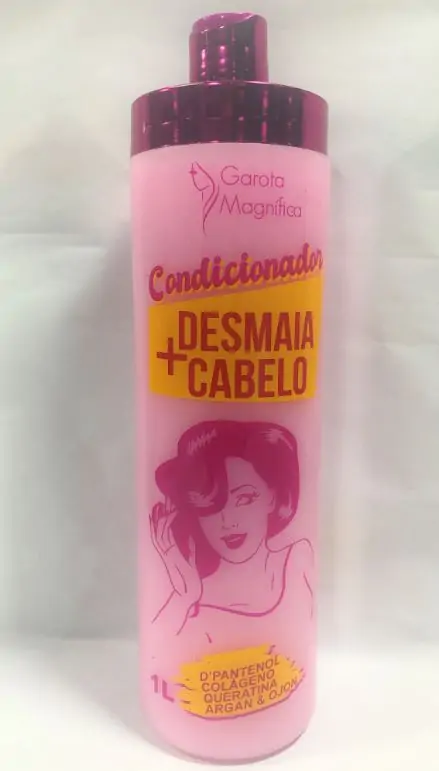 Garota
Magnífica
Condicionador
+DESMAIA
CABELO
1L
D'PANTENOL
COLÁGENO
QUERATINA
ARGAN & OJON